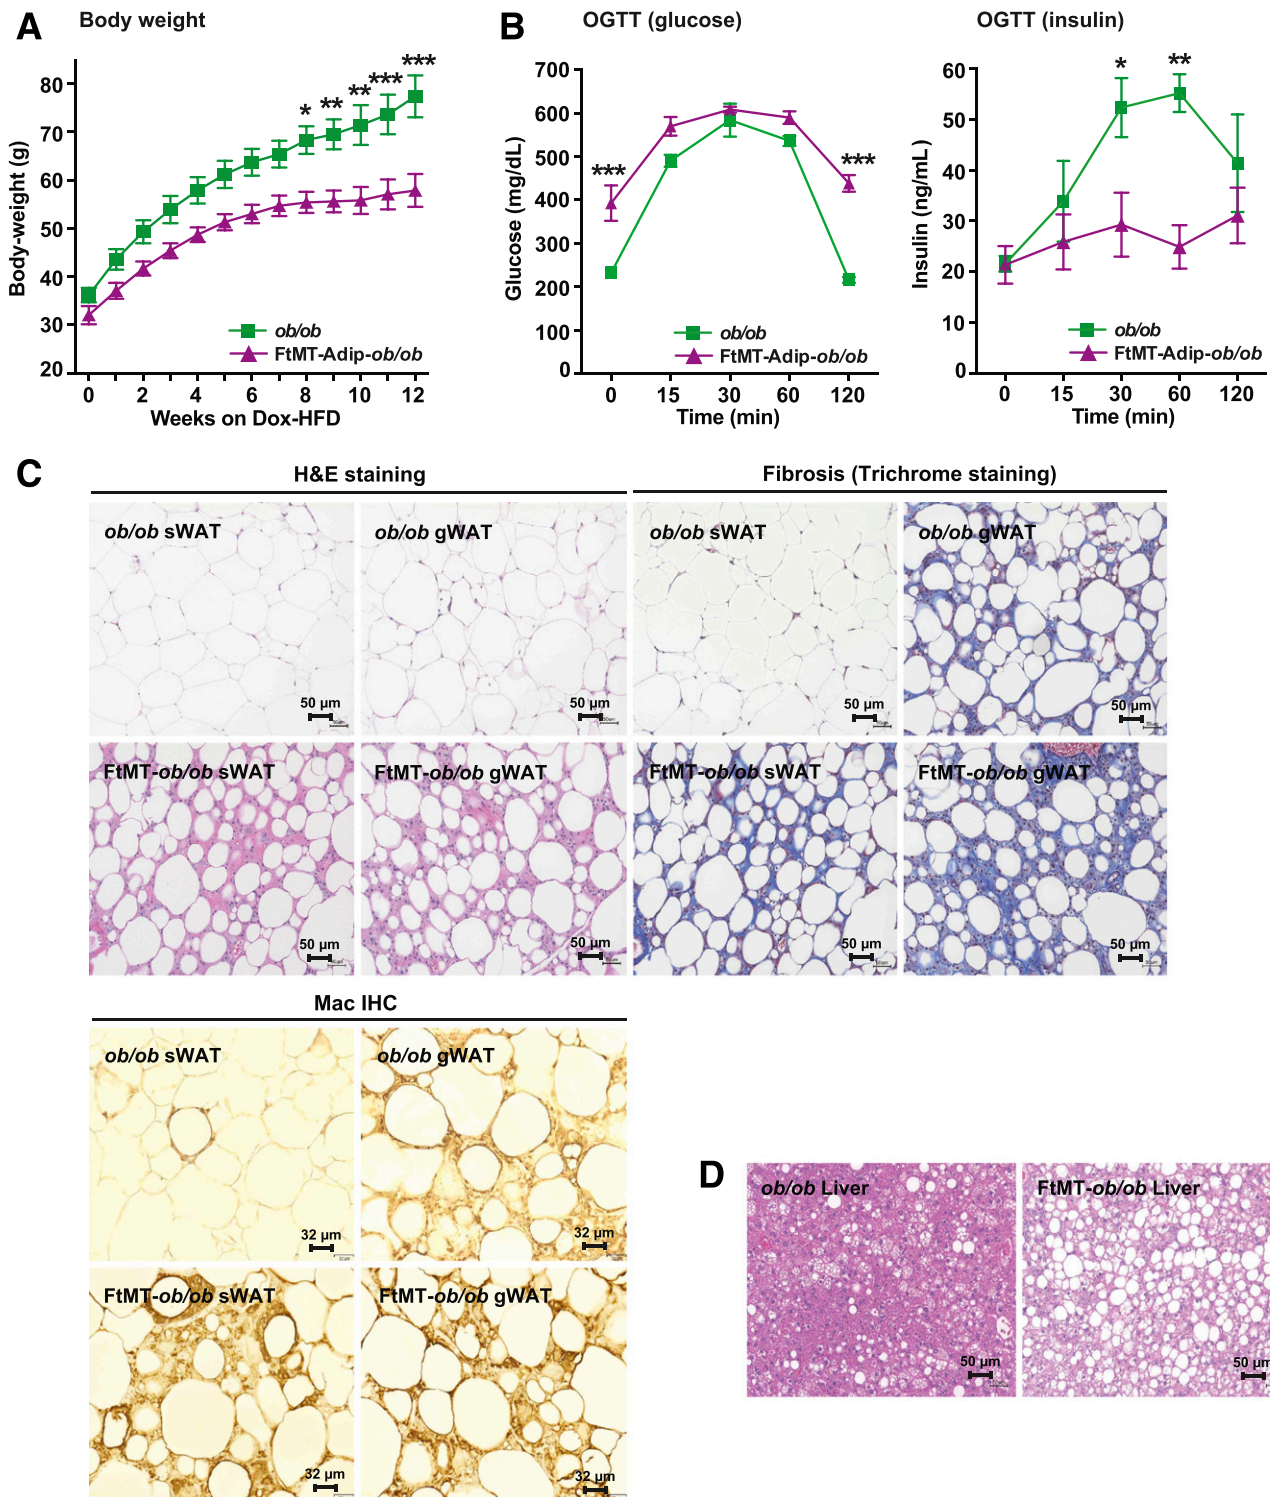 A Body weight
Body-weight (g)
80
70
60
50
40
30
20
* ** ** *** ***
ob/ob
FtMT-Adip-ob/ob
0 2 4 6 8 10 12
Weeks on Dox-HFD
B OGTT (glucose)
Glucose (mg/dL)
700
600
500
400
300
200
100
0
*** ***
ob/ob
FtMT-Adip-ob/ob
0 15 30 60 120
Time (min)
OGTT (insulin)
Insulin (ng/mL)
60
50
40
30
20
10
0
* **
ob/ob
FtMT-Adip-ob/ob
0 15 30 60 120
Time (min)
C
H&E staining
Fibrosis (Trichrome staining)
ob/ob sWAT
50 µm
ob/ob gWAT
50 µm
ob/ob sWAT
50 µm
ob/ob gWAT
50 µm
FtMT-ob/ob sWAT
50 µm
FtMT-ob/ob gWAT
50 µm
FtMT-ob/ob sWAT
50 µm
FtMT-ob/ob gWAT
50 µm
Mac IHC
ob/ob sWAT
32 µm
ob/ob gWAT
32 µm
FtMT-ob/ob sWAT
32 µm
FtMT-ob/ob gWAT
32 µm
D
ob/ob Liver
50 µm
FtMT-ob/ob Liver
50 µm